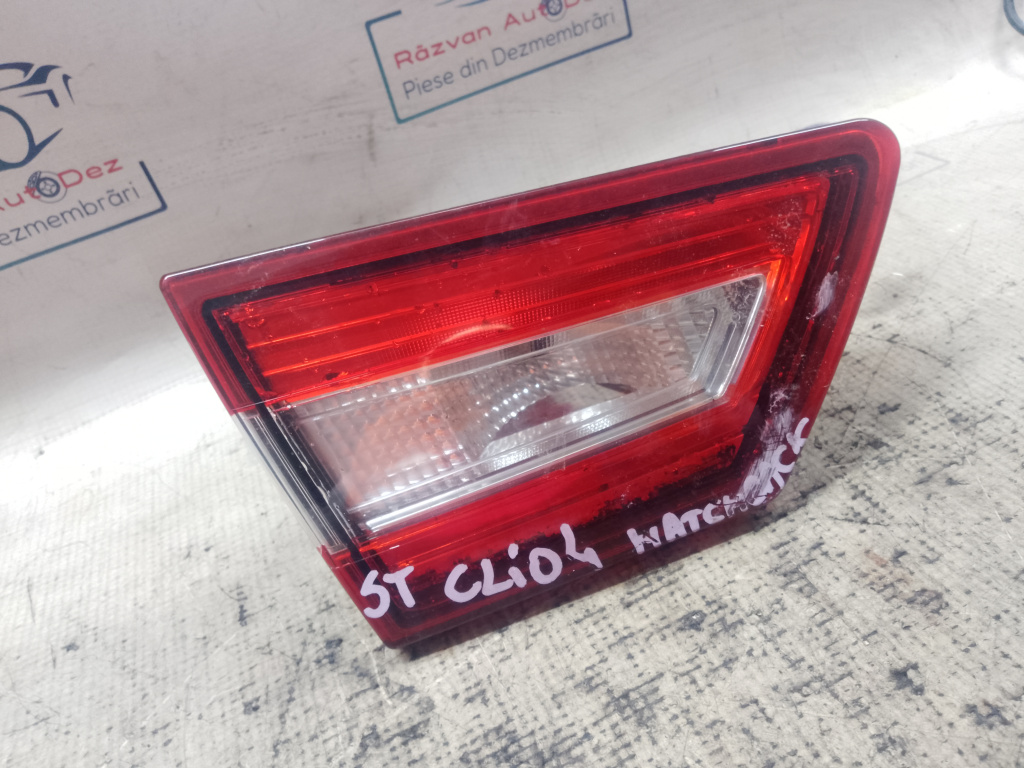 Răzvan AutoDez
Piese din Dezmembrări
AutoDez
Dezmembrări
ST CLiO4 HATCHBACK